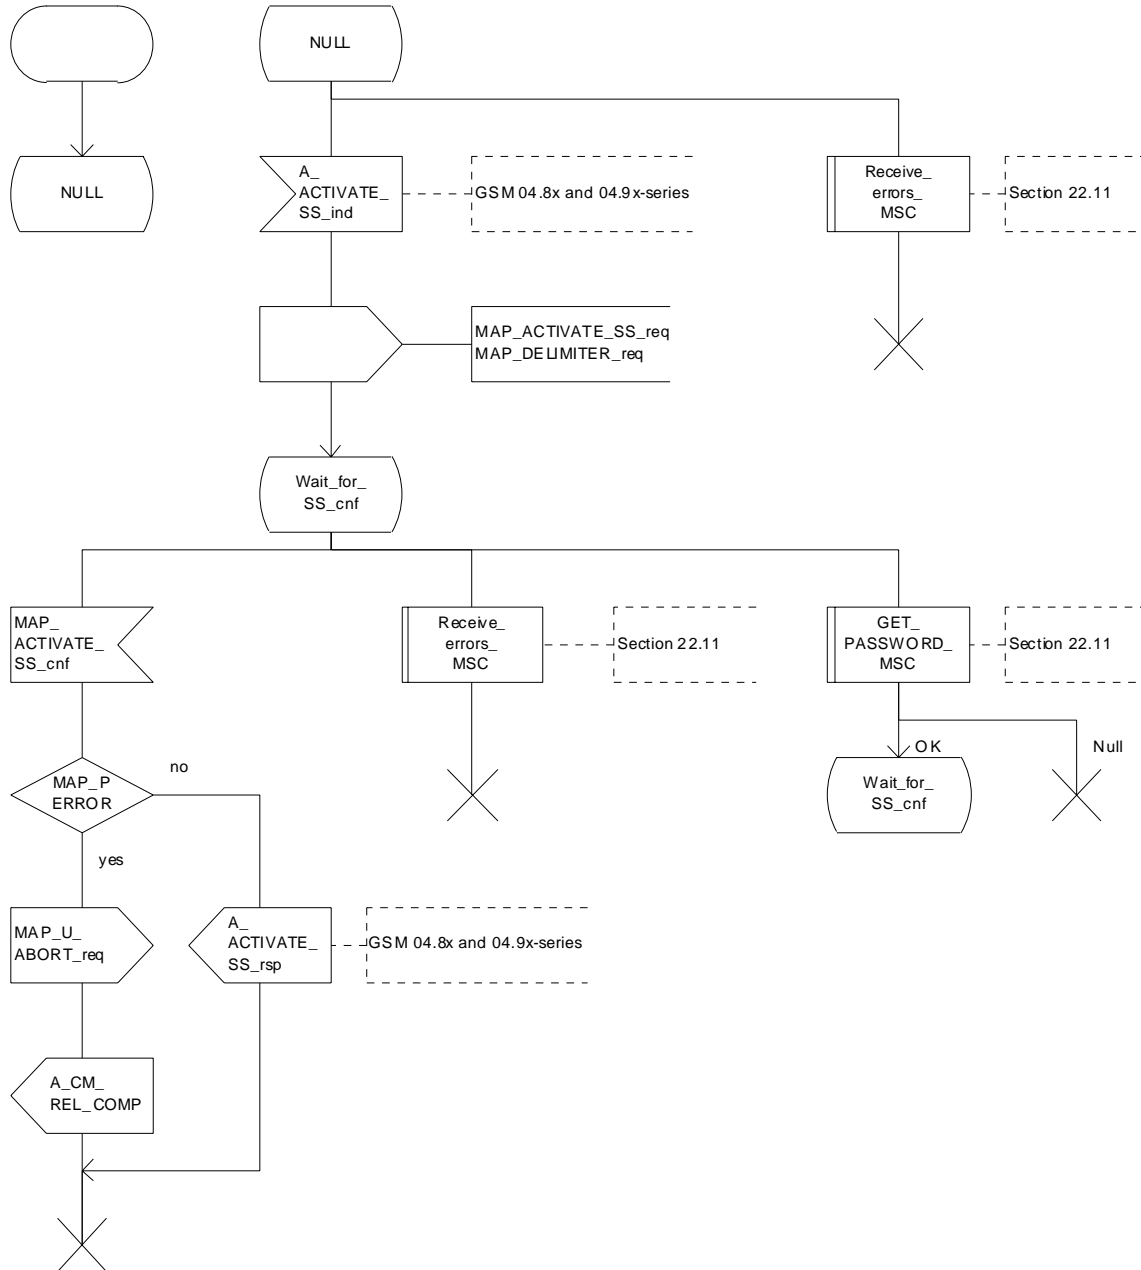 NULL
NULL
A_
ACTIVATE_
SS_ind
GSM 04.8x and 04.9x-series
Receive_
errors_
MSC
Section 22.11
MAP_ACTIVATE_SS_req
MAP_DELIMITER_req
Wait_for_
SS_cnf
MAP_
ACTIVATE_
SS_cnf
Receive_
errors_
MSC
Section 22.11
GET_
PASSWORD_
MSC
Section 22.11
OK
Null
Wait_for_
SS_cnf
MAP_P
ERROR
no
yes
MAP_U_
ABORT_req
A_
ACTIVATE_
SS_rsp
GSM 04.8x and 04.9x-series
A_CM_
REL_COMP